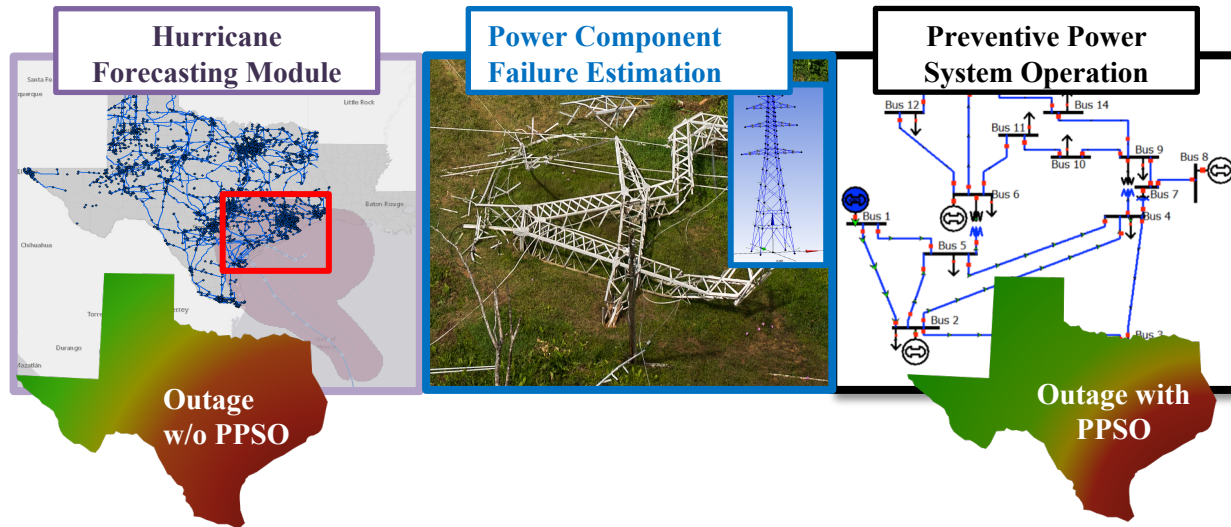 Hurricane
Forecasting Module
Power Component
Failure Estimation
Preventive Power
System Operation
Santa Fe
querque
Little Rock
Baton Rouge
Chihuahua
Durango
Mazatlán
Outage
w/o PPSO
Bus 12
Bus 14
Bus 11
Bus 10
Bus 9
Bus 8
Bus 7
Bus 6
Bus 1
Bus 4
Bus 5
Bus 2
Bus 3
Outage with
PPSO